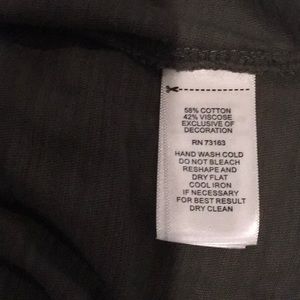 58% COTTON
42% VISCOSE
EXCLUSIVE OF
DECORATION
RN 73163
HAND WASH COLD
DO NOT BLEACH
RESHAPE AND
DRY FLAT
COOL IRON
IF NECESSARY
FOR BEST RESULT
DRY CLEAN